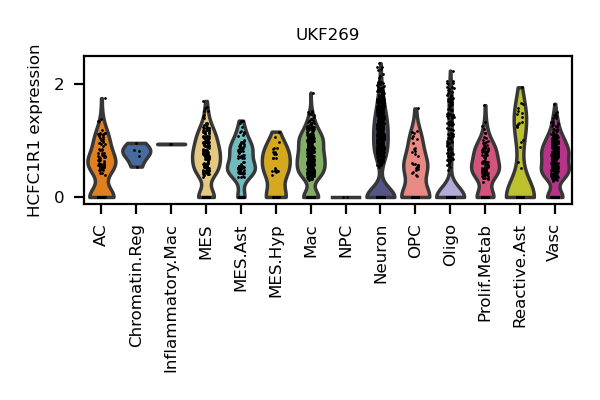 UKF269
HCFC1R1 expression
2
0
AC
Chromatin.Reg
Inflammatory.Mac
MES
MES.Ast
MES.Hyp
Mac
NPC
Neuron
OPC
Oligo
Prolif.Metab
Reactive.Ast
Vasc